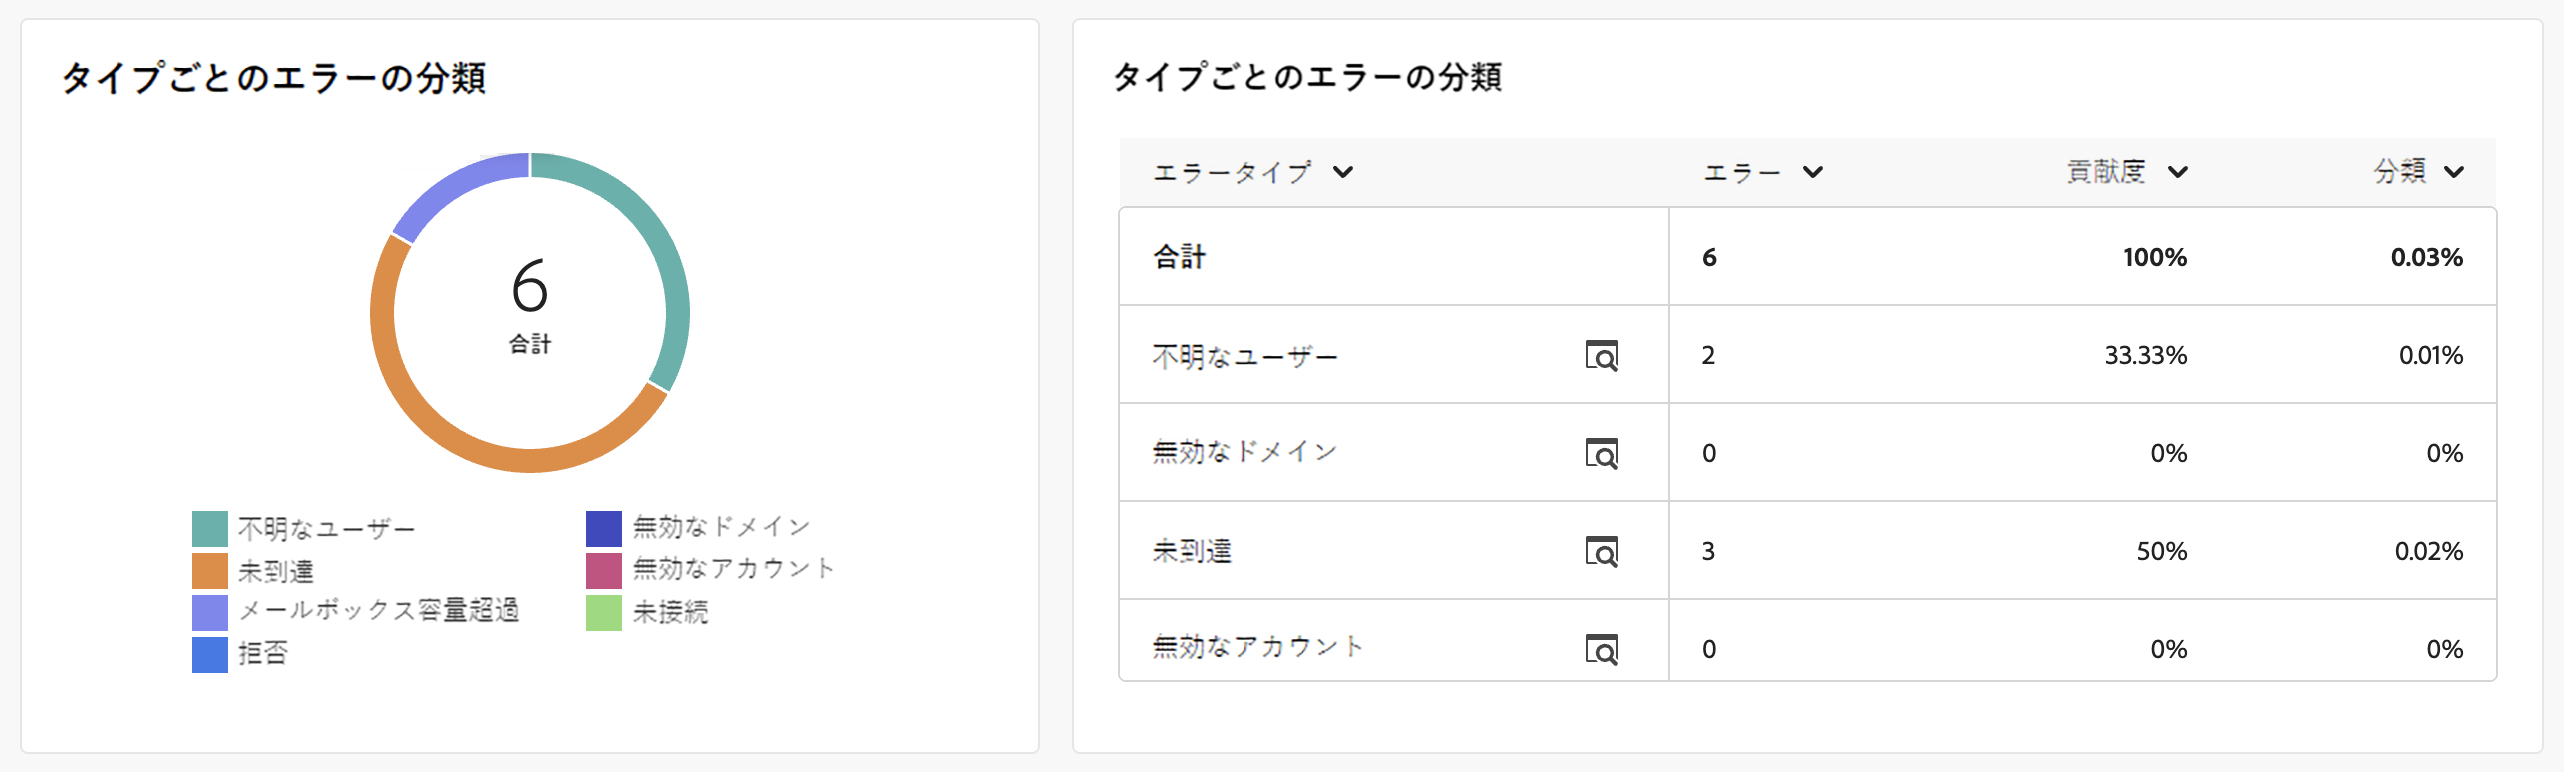 タイプごとのエラーの分類
6
合計
不明なユーザー
無効なドメイン
未到達
無効なアカウント
メールボックス容量超過
未接続
拒否
タイプごとのエラーの分類
エラータイプ エラー 貢献度 分類
合計 6 100% 0.03%
不明なユーザー 2 33.33% 0.01%
無効なドメイン 0 0% 0%
未到達 3 50% 0.02%
無効なアカウント 0 0% 0%